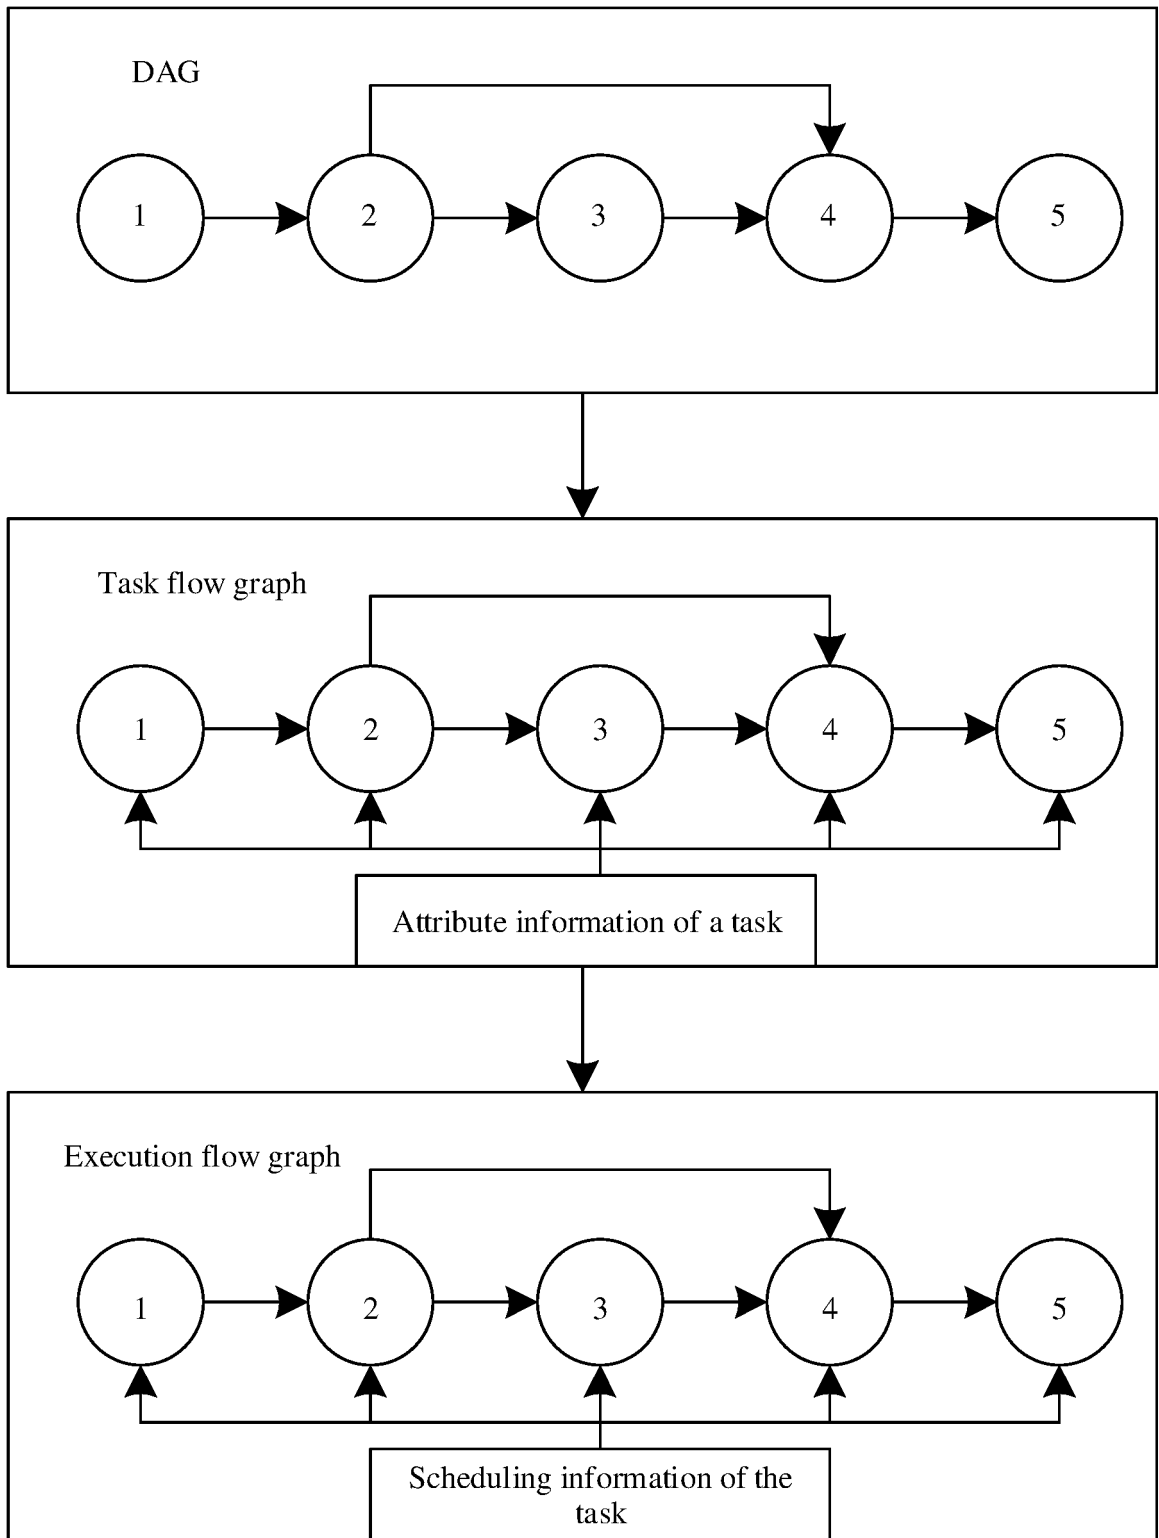 DAG
1 2 3 4 5
Task flow graph
1 2 3 4 5
Attribute information of a task
Execution flow graph
1 2 3 4 5
Scheduling information of the
task